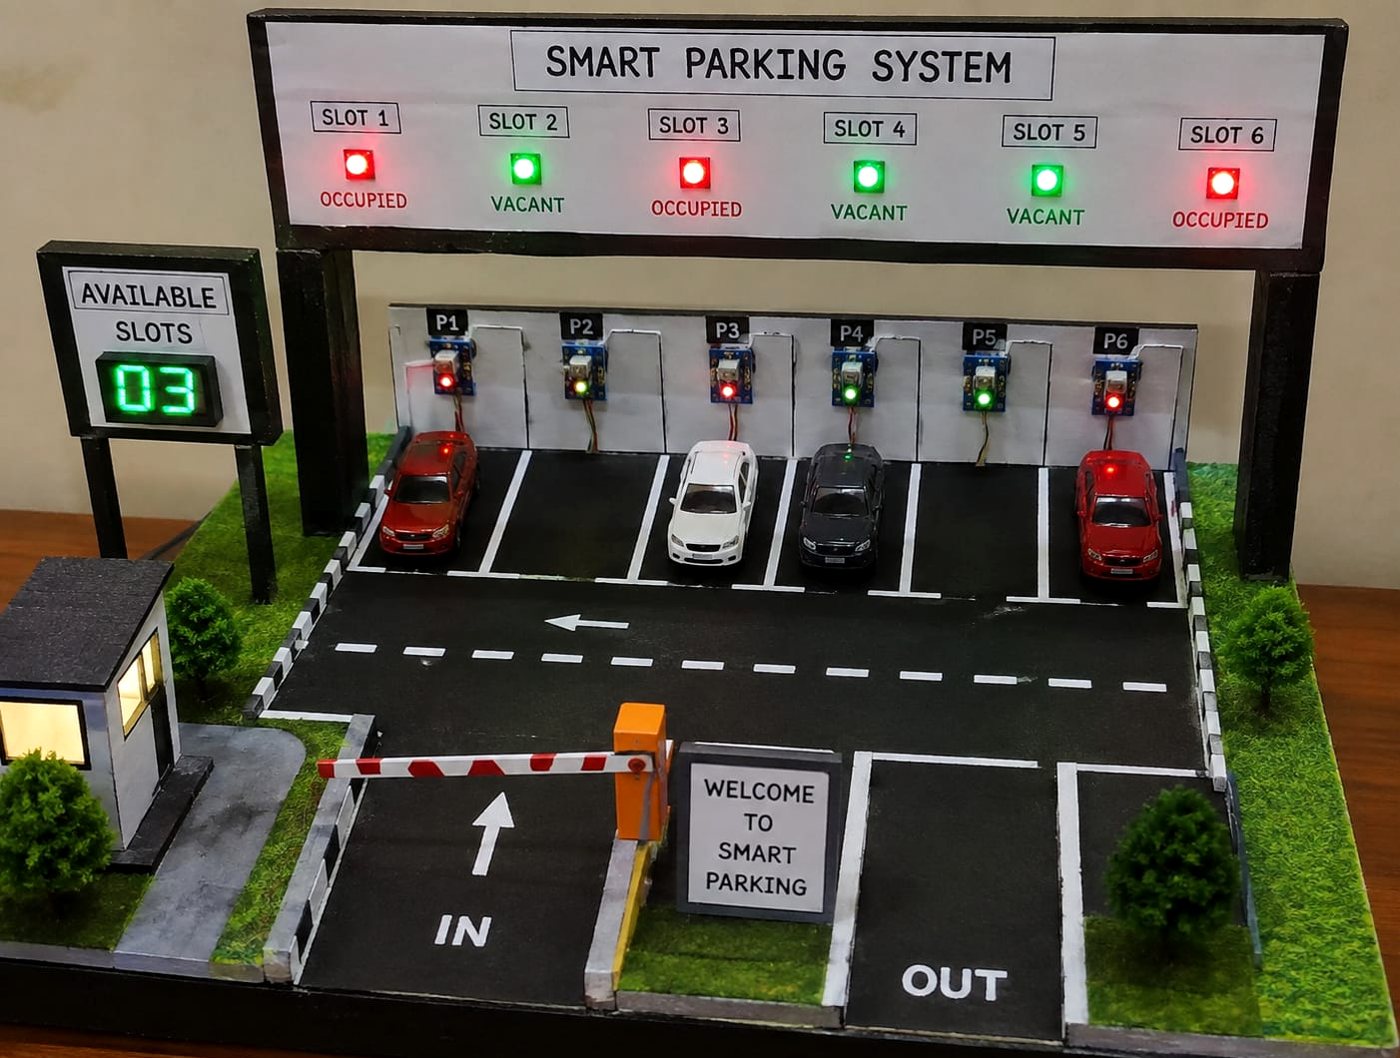 SMART PARKING SYSTEM
SLOT 1
SLOT 2
SLOT 3
SLOT 4
SLOT 5
SLOT 6
OCCUPIED
VACANT
OCCUPIED
VACANT
VACANT
OCCUPIED
AVAILABLE
SLOTS
03
P1
P2
P3
P4
P5
P6
WELCOME
TO
SMART
PARKING
IN
OUT